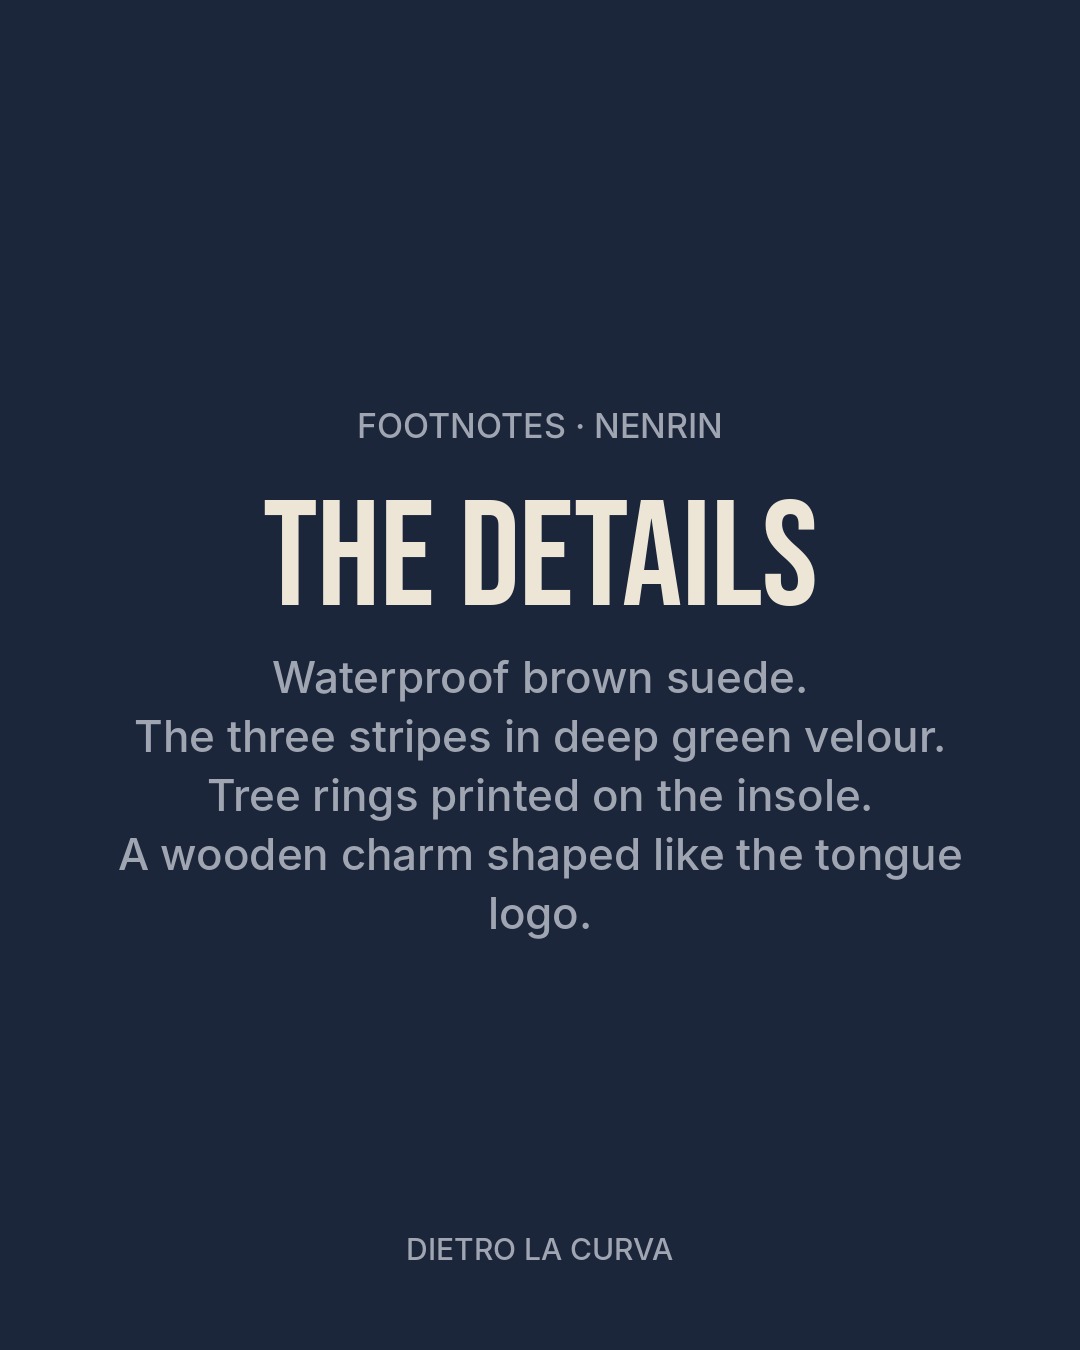 FOOTNOTES · NENRIN
THE DETAILS
Waterproof brown suede.
The three stripes in deep green velour.
Tree rings printed on the insole.
A wooden charm shaped like the tongue
logo.
DIETRO LA CURVA